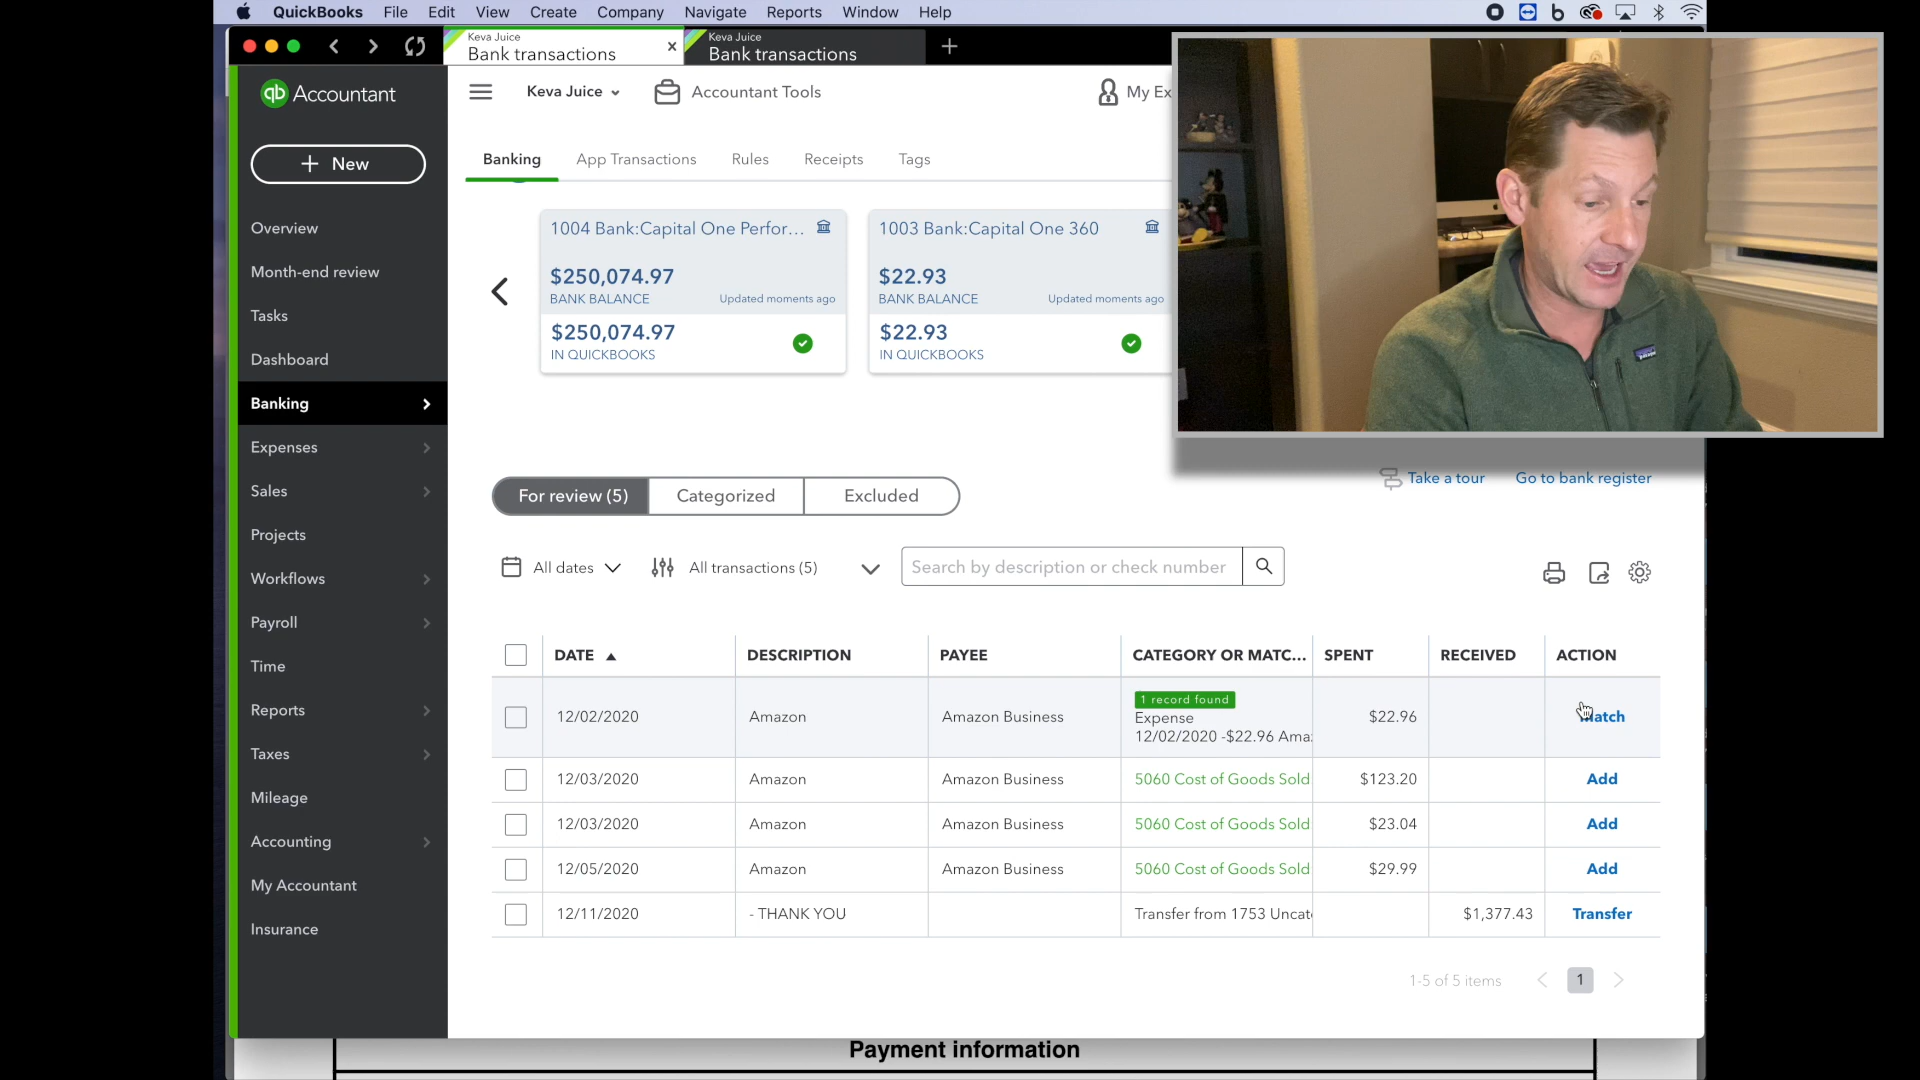 QuickBooks File Edit View Create Company Navigate Reports Window Help
Keva Juice
Bank transactions
Keva Juice
Bank transactions
qb Accountant
Keva Juice
Accountant Tools
My Ex
+ New
Overview
Month-end review
Tasks
Dashboard
Banking
Expenses
Sales
Projects
Workflows
Payroll
Time
Reports
Taxes
Mileage
Accounting
My Accountant
Insurance
Banking App Transactions Rules Receipts Tags
1004 Bank:Capital One Perfor...
$250,074.97
BANK BALANCE Updated moments ago
$250,074.97
IN QUICKBOOKS
1003 Bank:Capital One 360
$22.93
BANK BALANCE Updated moments ago
$22.93
IN QUICKBOOKS
Take a tour Go to bank register
For review (5) Categorized Excluded
All dates All transactions (5) Search by description or check number
DATE DESCRIPTION PAYEE CATEGORY OR MATC... SPENT RECEIVED ACTION
1 record found
12/02/2020 Amazon Amazon Business Expense $22.96 Match
12/02/2020 -$22.96 Ama
12/03/2020 Amazon Amazon Business 5060 Cost of Goods Sold $123.20 Add
12/03/2020 Amazon Amazon Business 5060 Cost of Goods Sold $23.04 Add
12/05/2020 Amazon Amazon Business 5060 Cost of Goods Sold $29.99 Add
12/11/2020 - THANK YOU Transfer from 1753 Uncat $1,377.43 Transfer
1-5 of 5 items 1
Payment information